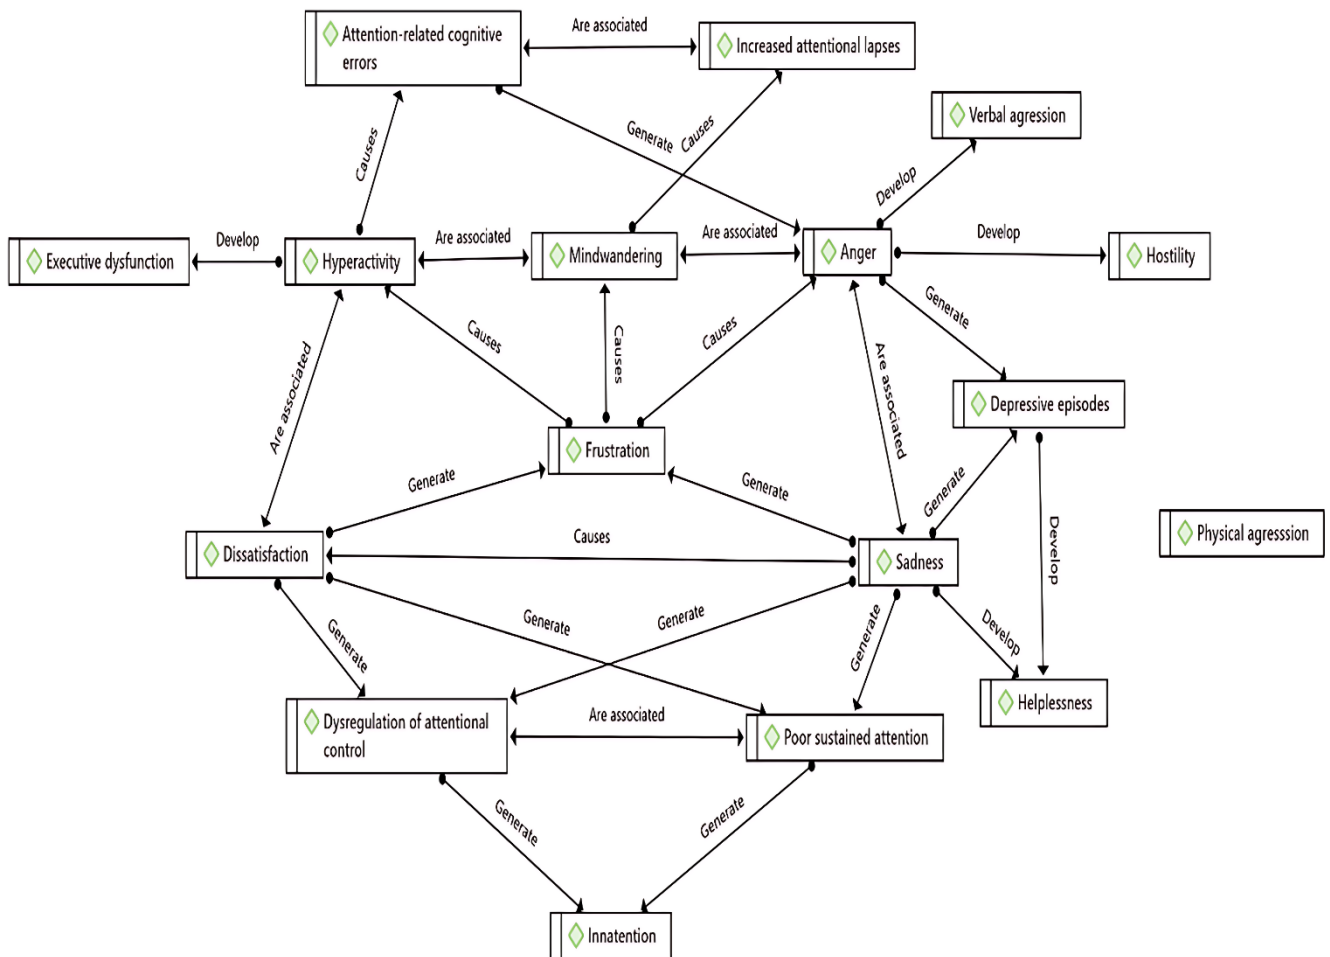 Attention-related cognitive
errors
Are associated
Increased attentional lapses
Causes
Generate
Causes
Verbal agression
Develop
Executive dysfunction
Develop
Hyperactivity
Are associated
Mindwandering
Are associated
Anger
Develop
Hostility
Are associated
Causes
Causes
Causes
Are associated
Generate
Depressive episodes
Frustration
Generate
Generate
Generate
Develop
Dissatisfaction
Causes
Sadness
Physical agresssion
Generate
Generate
Generate
Generate
Develop
Dysregulation of attentional
control
Are associated
Poor sustained attention
Helplessness
Generate
Generate
Innatention